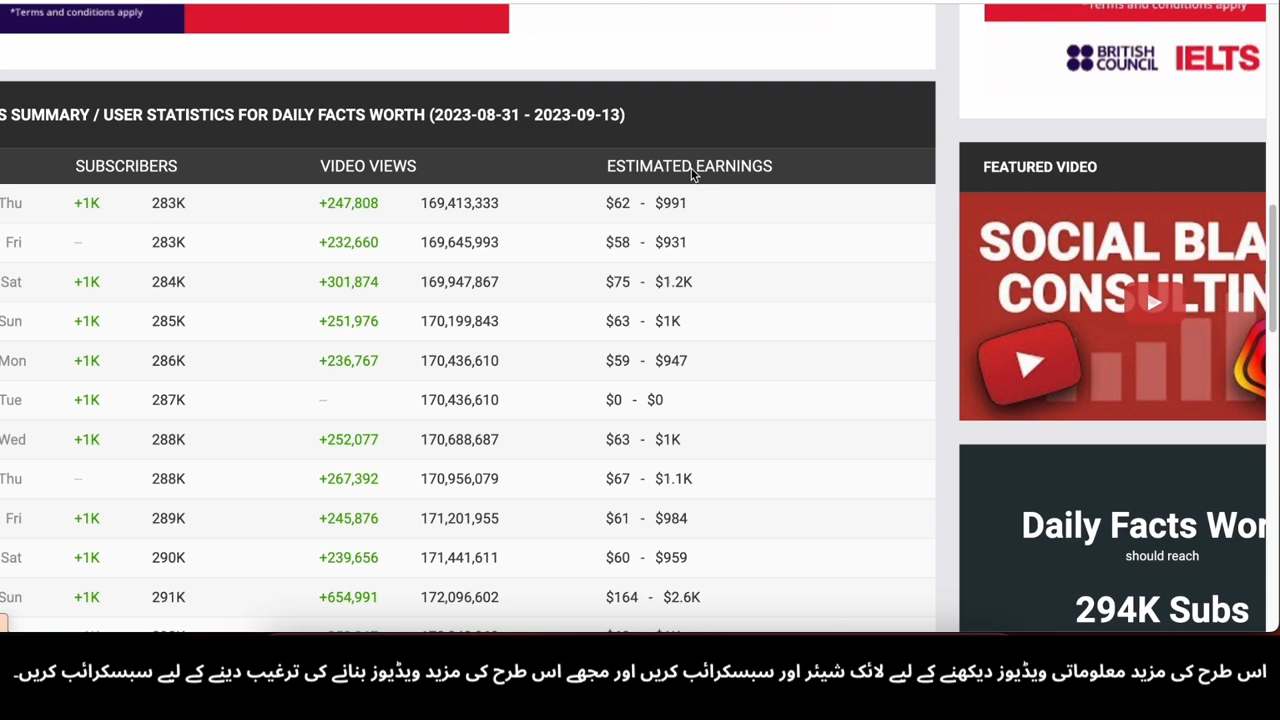 *Terms and conditions apply
*Terms and conditions apply
BRITISH COUNCIL IELTS
S SUMMARY / USER STATISTICS FOR DAILY FACTS WORTH (2023-08-31 - 2023-09-13)
SUBSCRIBERS VIDEO VIEWS ESTIMATED EARNINGS
Thu +1K 283K +247,808 169,413,333 $62 - $991
Fri -- 283K +232,660 169,645,993 $58 - $931
Sat +1K 284K +301,874 169,947,867 $75 - $1.2K
Sun +1K 285K +251,976 170,199,843 $63 - $1K
Mon +1K 286K +236,767 170,436,610 $59 - $947
Tue +1K 287K -- 170,436,610 $0 - $0
Wed +1K 288K +252,077 170,688,687 $63 - $1K
Thu -- 288K +267,392 170,956,079 $67 - $1.1K
Fri +1K 289K +245,876 171,201,955 $61 - $984
Sat +1K 290K +239,656 171,441,611 $60 - $959
Sun +1K 291K +654,991 172,096,602 $164 - $2.6K
FEATURED VIDEO
SOCIAL BLA
CONSULTIN
Daily Facts Wor
should reach
294K Subs
اس طرح کی مزید معلوماتی ویڈیوز دیکھنے کے لیے لائک شیئر اور سبسکرائب کریں اور مجھے اس طرح کی مزید ویڈیوز بنانے کی ترغیب دینے کے لیے سبسکرائب کریں۔